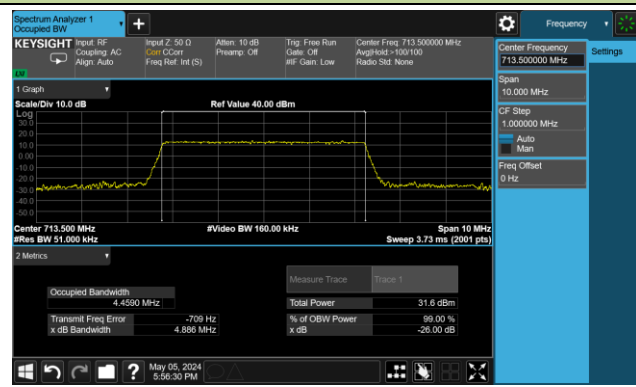 Spectrum Analyzer 1
Occupied BW
Frequency
KEYSIGHT
Input: RF
Coupling: AC
Align: Auto
Input Z: 50 Ω
Corr CCorr
Freq Ref: Int (S)
Atten: 10 dB
Preamp: Off
Trig: Free Run
Gate: Off
#IF Gain: Low
Center Freq: 713.500000 MHz
Avg|Hold:>100/100
Radio Std: None
LW
Center Frequency
713.500000 MHz
Settings
Span
10.000 MHz
CF Step
1.000000 MHz
Auto
Man
Freq Offset
0 Hz
1 Graph
Scale/Div 10.0 dB
Ref Value 40.00 dBm
Log
30.0
20.0
10.0
0.00
-10.0
-20.0
-30.0
-40.0
-50.0
Center 713.500 MHz
#Video BW 160.00 kHz
Span 10 MHz
#Res BW 51.000 kHz
Sweep 3.73 ms (2001 pts)
2 Metrics
Measure Trace
Trace 1
Occupied Bandwidth
4.4590 MHz
Total Power
31.6 dBm
Transmit Freq Error
-709 Hz
% of OBW Power
99.00 %
x dB Bandwidth
4.886 MHz
x dB
-26.00 dB
?
May 05, 2024
5:56:30 PM